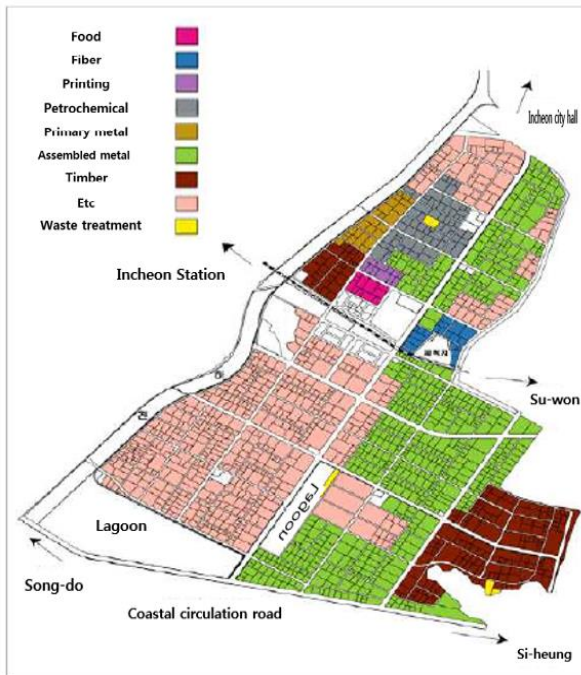 Food
Fiber
Printing
Petrochemical
Primary metal
Assembled metal
Timber
Etc
Waste treatment
Incheon city hall
Incheon Station
Su-won
Lagoon
Lagoon
Song-do
Coastal circulation road
Si-heung